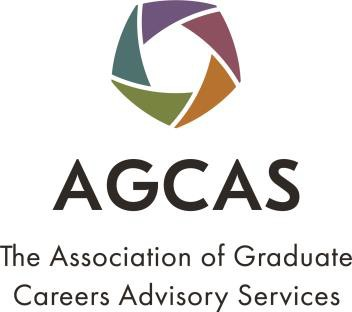 AGCAS
The Association of Graduate
Careers Advisory Services